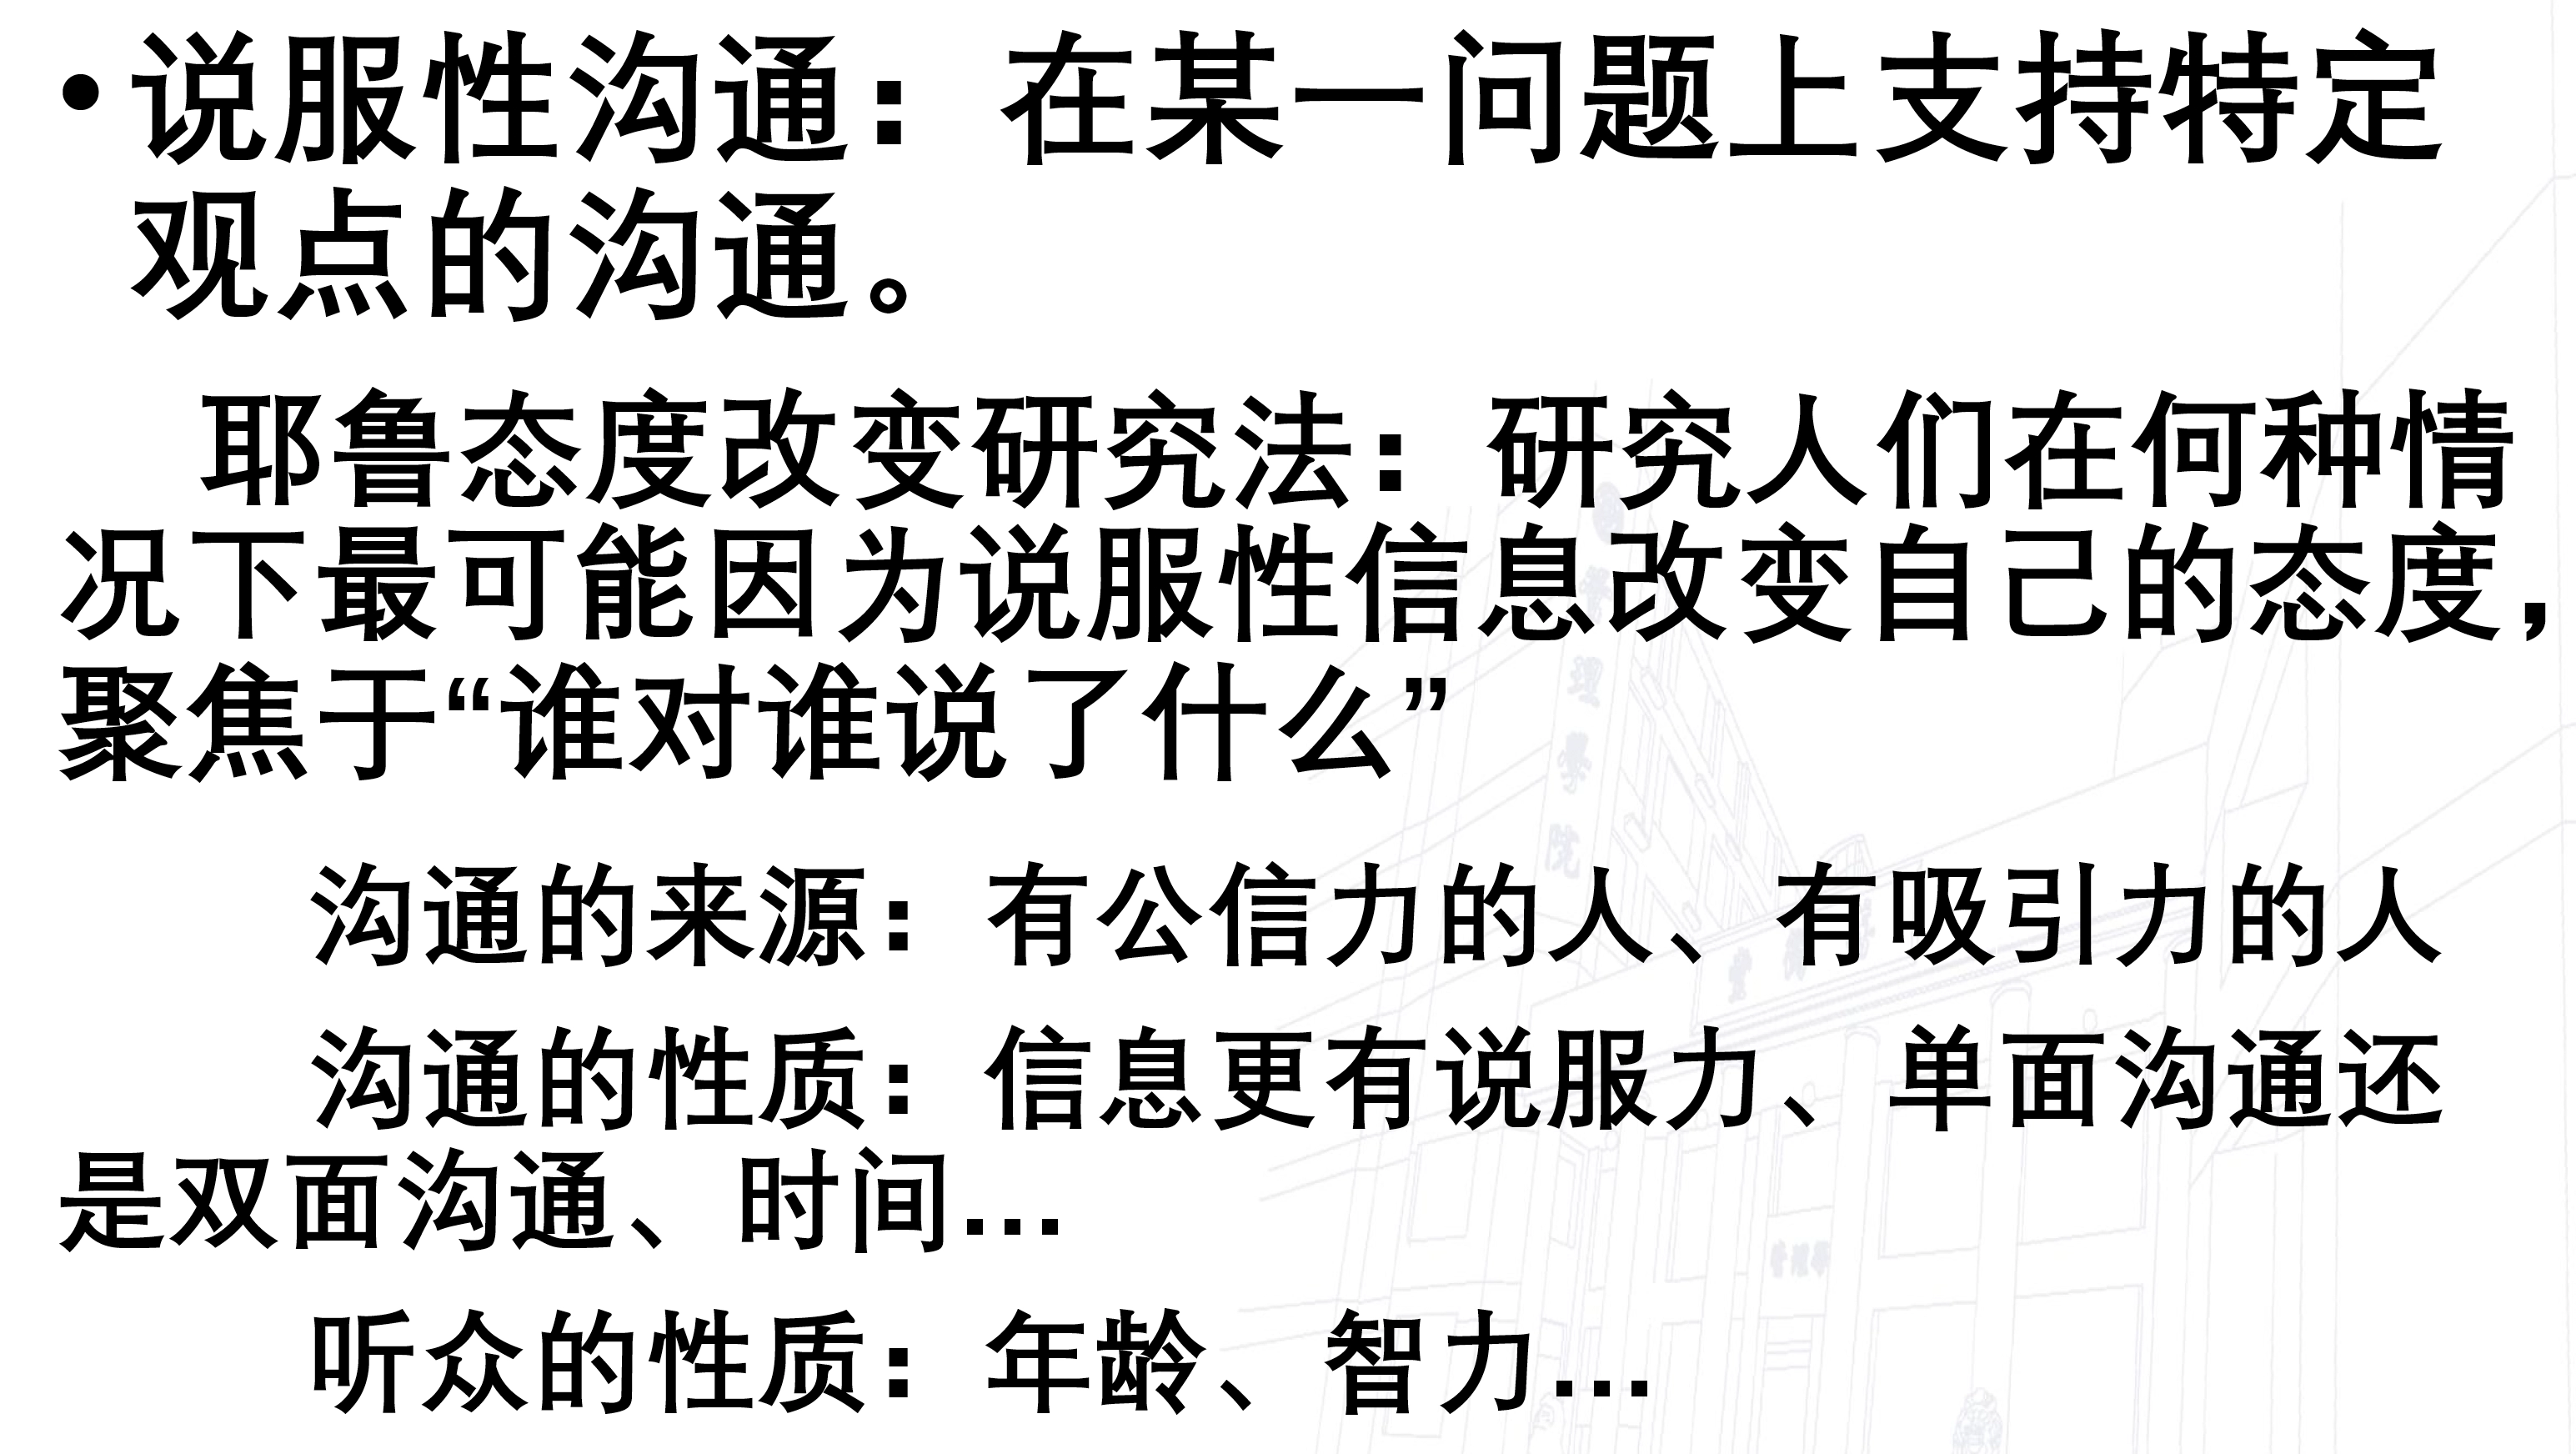 •说服性沟通：在某一问题上支持特定
观点的沟通。
耶鲁态度改变研究法：研究人们在何种情
况下最可能因为说服性信息改变自己的态度，
聚焦于“谁对谁说了什么”
沟通的来源：有公信力的人、有吸引力的人
沟通的性质：信息更有说服力、单面沟通还
是双面沟通、时间…
听众的性质：年龄、智力…